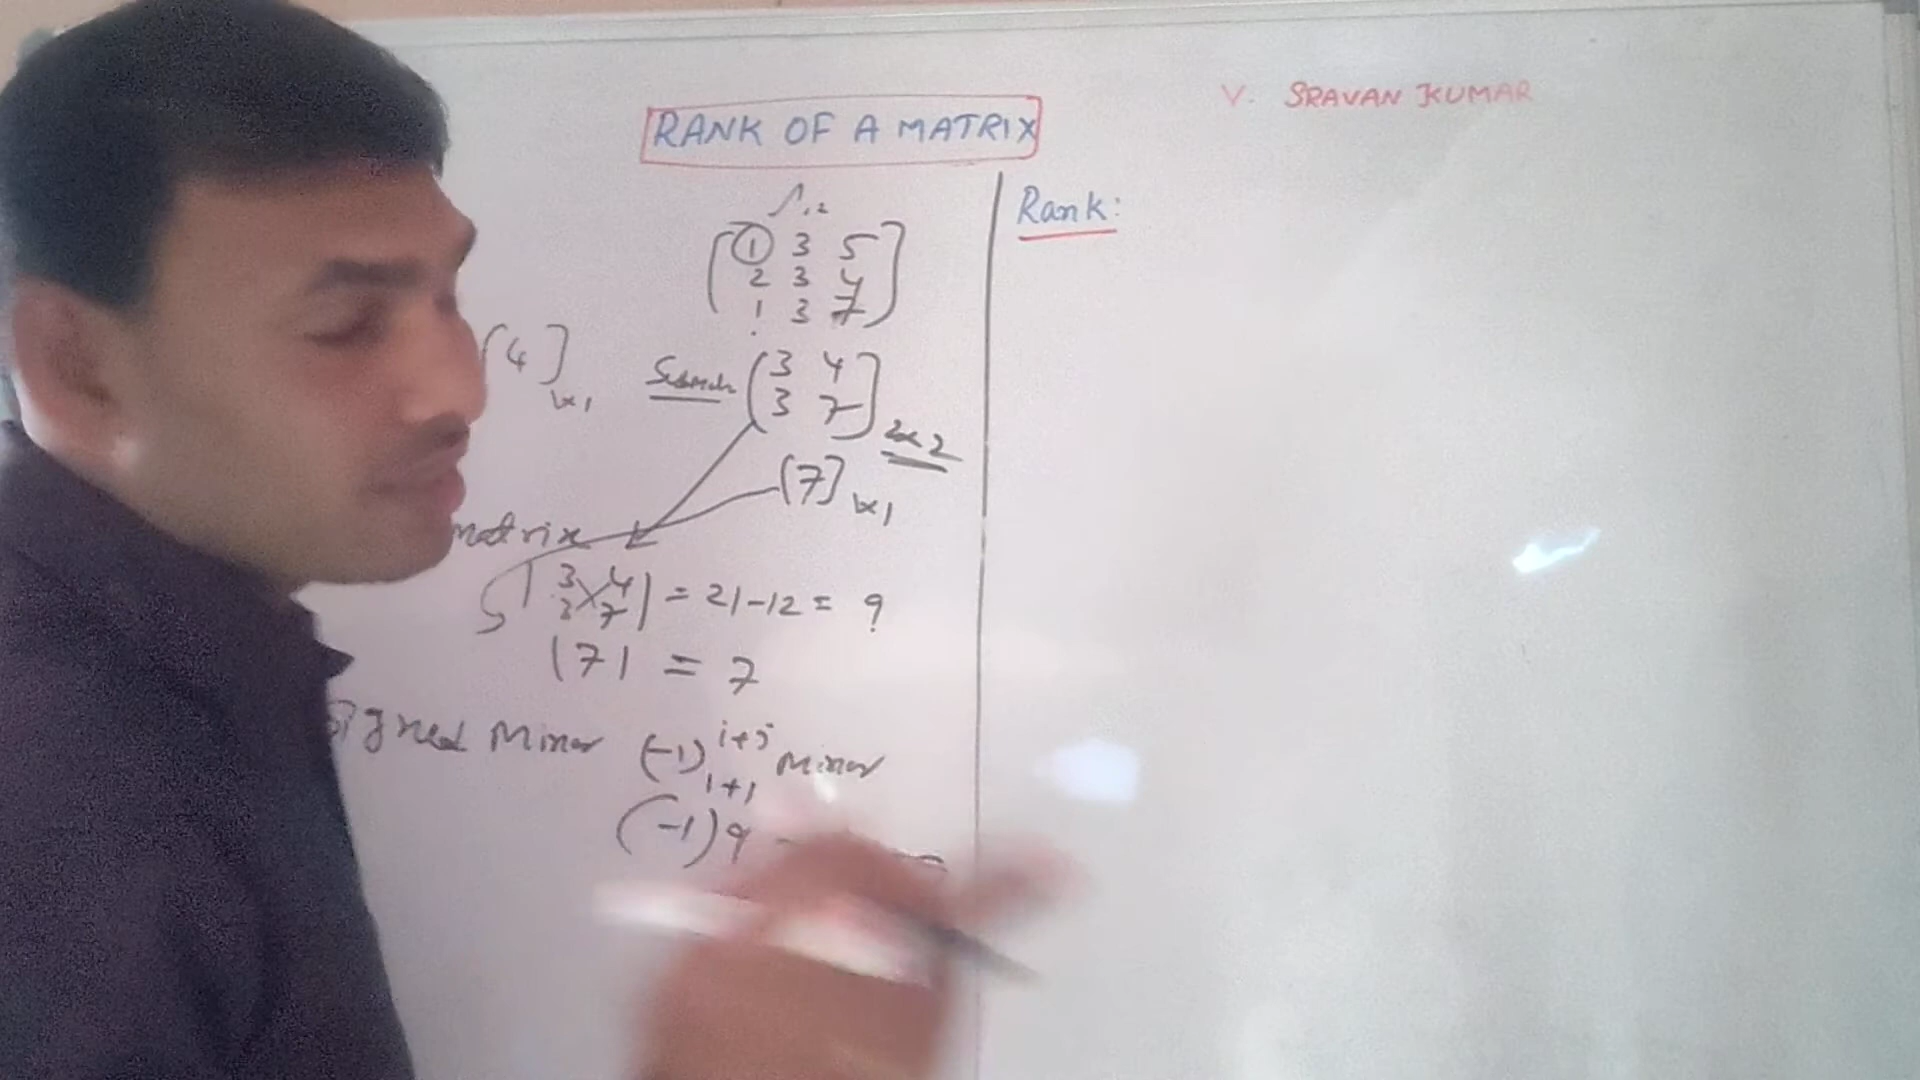 V. SRAVAN KUMAR
RANK OF A MATRIX
1 3 5
2 3 4
1 3 7
[4] 1x1
3 4
3 7
2x2
[7] 1x1
matrix
|3 4
3 7| = 21-12 = 9
|7| = 7
Signed Minor (-1)^i+j Minor
(-1)^1+1 9
Rank: